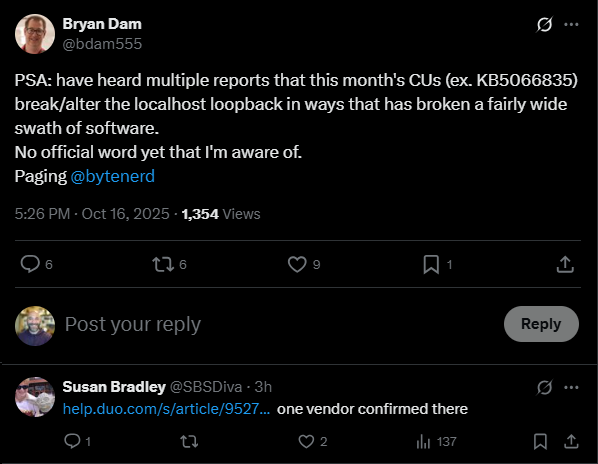 Bryan Dam
@bdam555
PSA: have heard multiple reports that this month's CUs (ex. KB5066835)
break/alter the localhost loopback in ways that has broken a fairly wide
swath of software.
No official word yet that I'm aware of.
Paging @bytenerd
5:26 PM · Oct 16, 2025 · 1,354 Views
6 6 9 1
Post your reply Reply
Susan Bradley @SBSDiva · 3h
help.duo.com/s/article/9527... one vendor confirmed there
1 2 137